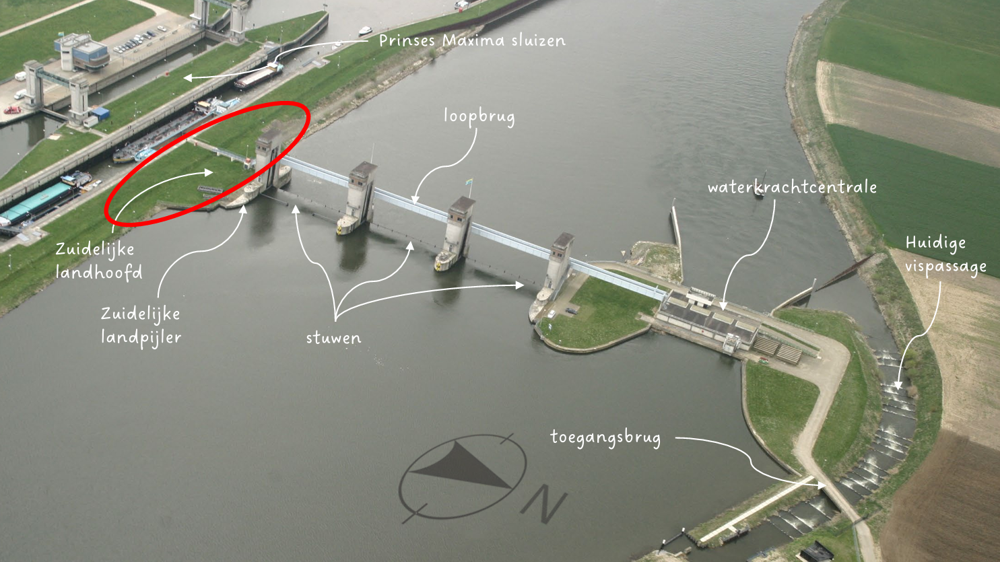 Prinses Maxima sluizen
loopbrug
waterkrachtcentrale
Huidige
vispassage
Zuidelijke
landhoofd
Zuidelijke
landpijler
stuwen
toegangsbrug
N